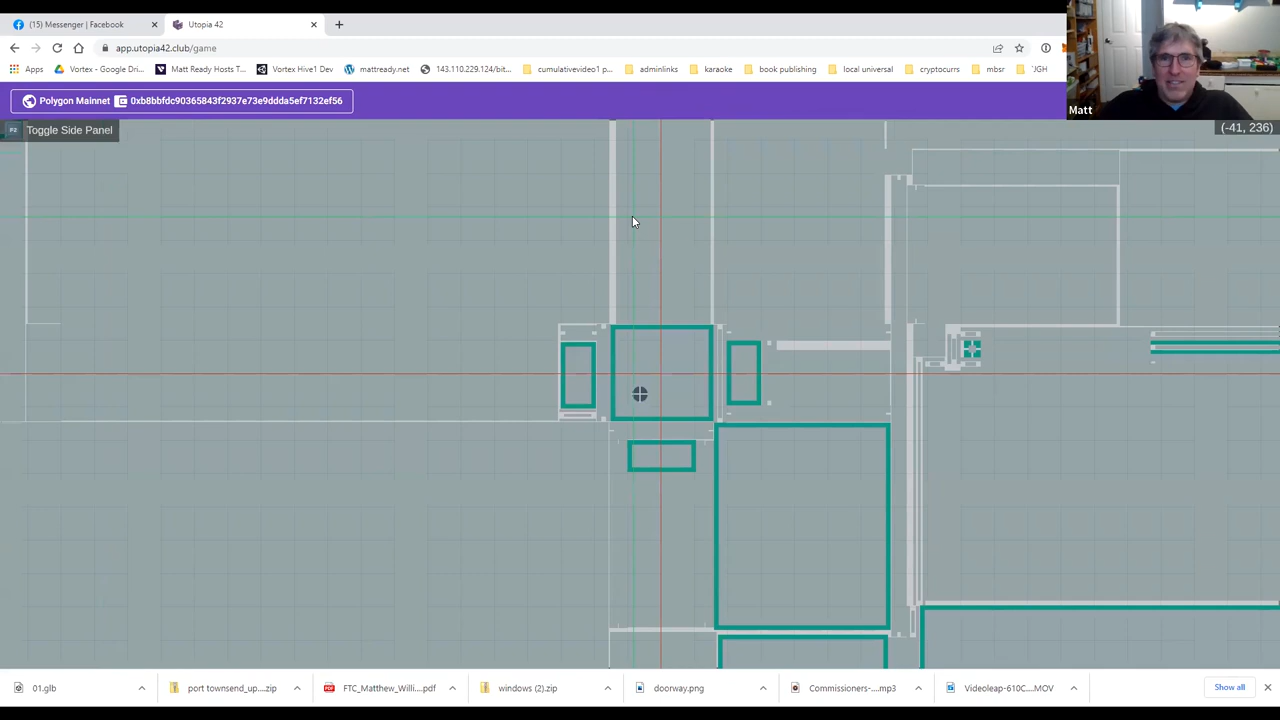 (15) Messenger | Facebook
Utopia 42
app.utopia42.club/game
Apps
Vortex - Google Dri...
Matt Ready Hosts T...
Vortex Hive1 Dev
mattready.net
143.110.229.124/bit...
cumulativevideo1 p...
adminlinks
karaoke
book publishing
local universal
cryptocurrs
mbsr
'JGH
Polygon Mainnet 0xb8bbfdc90365843f2937e73e9ddda5ef7132ef56
Matt
F2 Toggle Side Panel
(-41, 236)
01.glb
port townsend_up....zip
FTC_Matthew_Willi....pdf
windows (2).zip
doorway.png
Commissioners-....mp3
Videoleap-610C....MOV
Show all